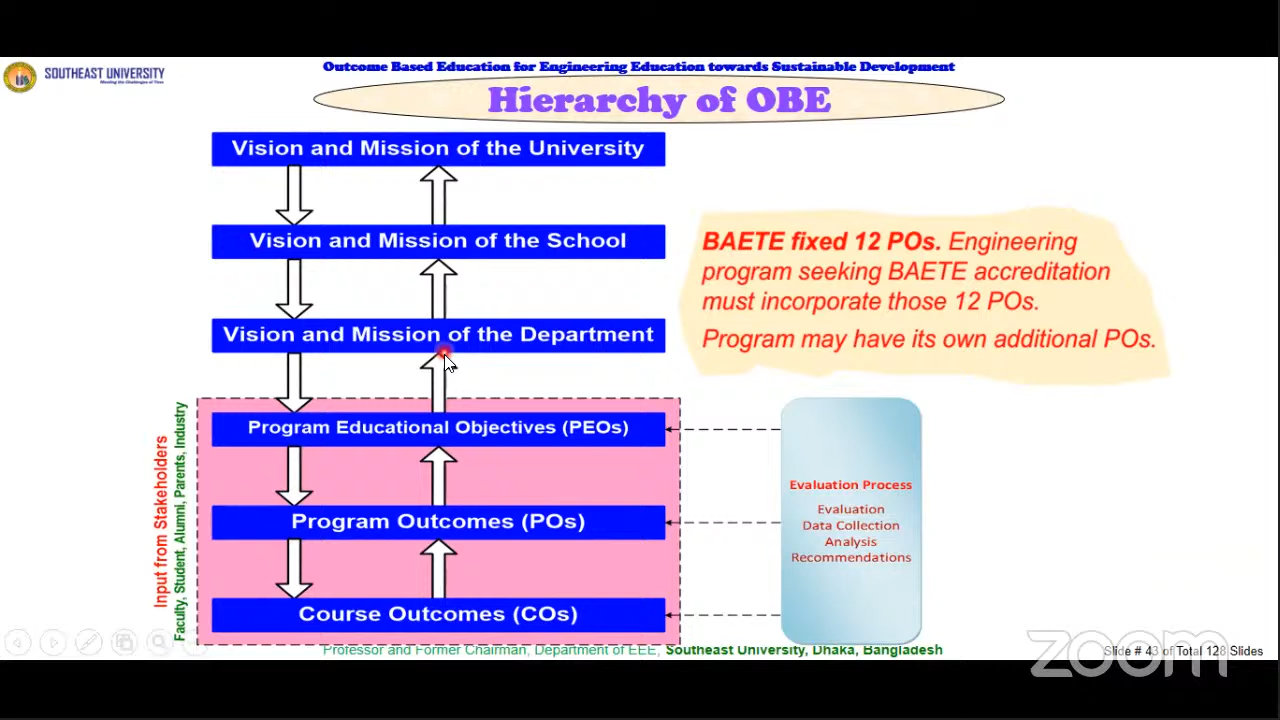 SOUTHEAST UNIVERSITY
Meeting the Challenges of Time
Outcome Based Education for Engineering Education towards Sustainable Development
Hierarchy of OBE
Vision and Mission of the University
Vision and Mission of the School
Vision and Mission of the Department
Program Educational Objectives (PEOs)
Program Outcomes (POs)
Course Outcomes (COs)
Input from Stakeholders
Faculty, Student, Alumni, Parents, Industry
BAETE fixed 12 POs. Engineering
program seeking BAETE accreditation
must incorporate those 12 POs.
Program may have its own additional POs.
Evaluation Process
Evaluation
Data Collection
Analysis
Recommendations
Professor and Former Chairman, Department of EEE, Southeast University, Dhaka, Bangladesh
Slide # 43 of Total 128 Slides
zoom